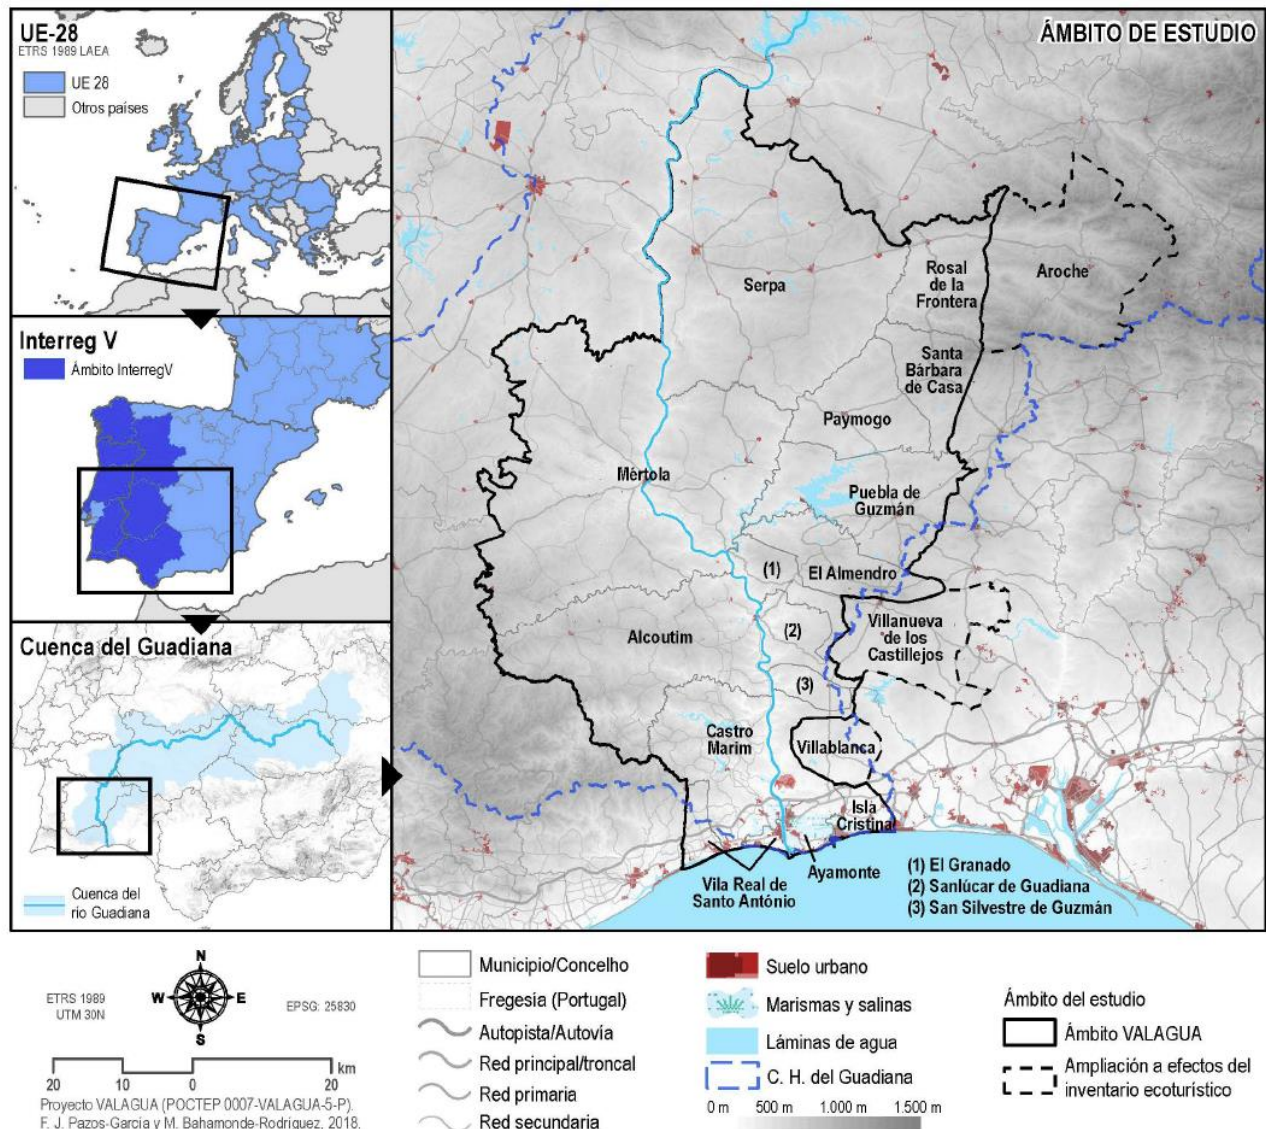 UE-28
ETRS 1989 LAEA
UE 28
Otros países
Interreg V
Ámbito InterregV
Cuenca del Guadiana
Cuenca del
río Guadiana
ÁMBITO DE ESTUDIO
Serpa
Rosal
de la
Frontera
Aroche
Santa
Bárbara
de Casa
Paymogo
Mértola
Puebla de
Guzmán
(1)
El Almendro
Alcoutim
(2)
Villanueva
de los
Castillejos
(3)
Castro
Marim
Villablanca
Isla
Cristina
Ayamonte
Vila Real de
Santo António
(1) El Granado
(2) Sanlúcar de Guadiana
(3) San Silvestre de Guzmán
ETRS 1989
UTM 30N
N
W
E
S
EPSG: 25830
20
10
0
20
km
Proyecto VALAGUA (POCTEP 0007-VALAGUA-5-P).
F. J. Pazos-García y M. Bahamonde-Rodríguez, 2018.
Municipio/Concelho
Fregesía (Portugal)
Autopista/Autovía
Red principal/troncal
Red primaria
Red secundaria
Suelo urbano
Marismas y salinas
Láminas de agua
C. H. del Guadiana
0 m
500 m
1.000 m
1.500 m
Ámbito del estudio
Ámbito VALAGUA
Ampliación a efectos del
inventario ecoturístico